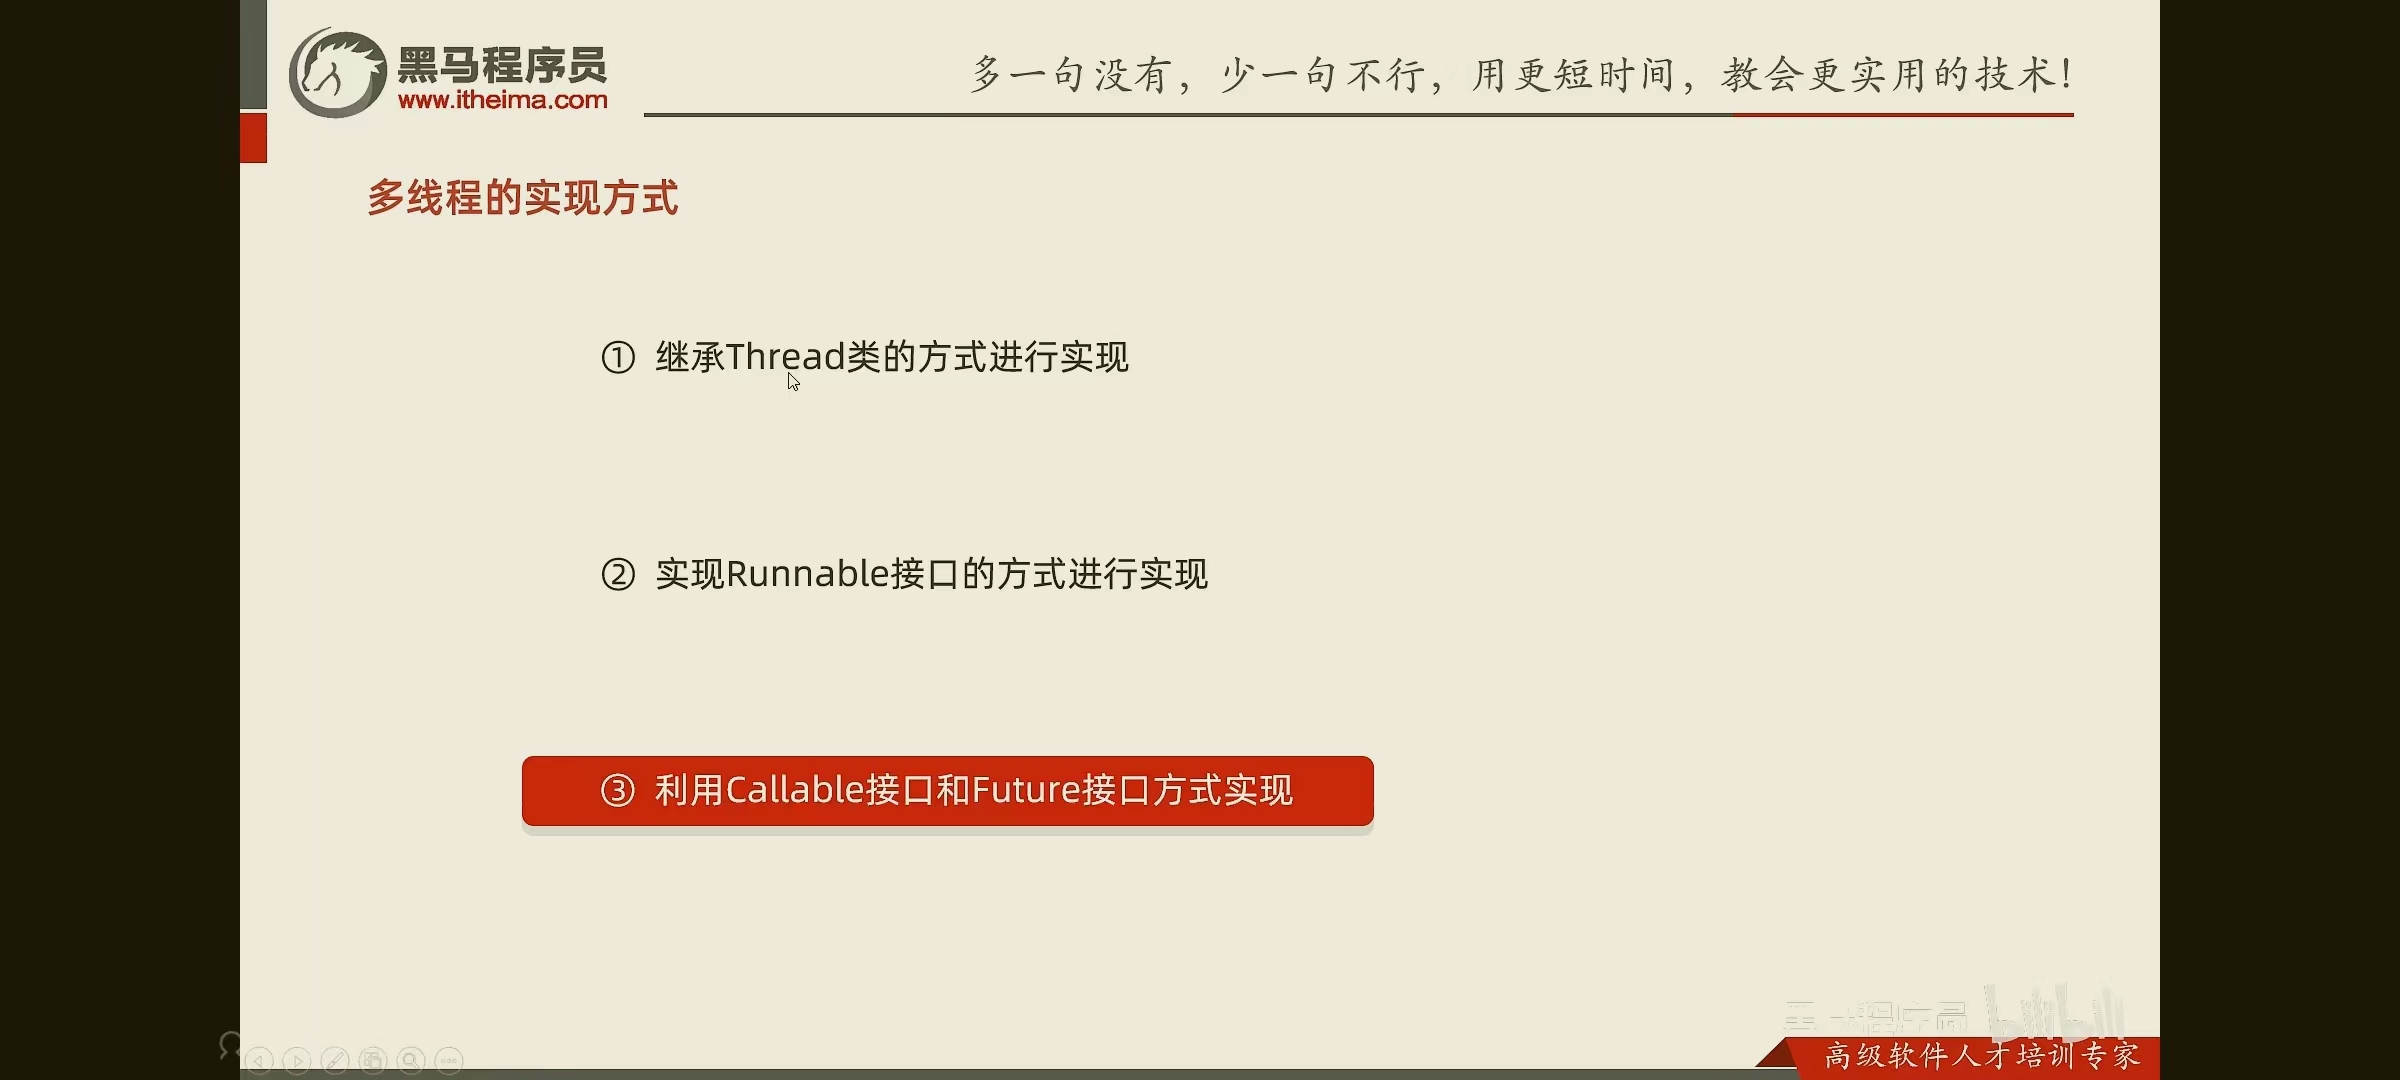 黑马程序员
www.itheima.com
多一句没有，少一句不行，用更短时间，教会更实用的技术！
多线程的实现方式
① 继承Thread类的方式进行实现
② 实现Runnable接口的方式进行实现
③ 利用Callable接口和Future接口方式实现
黑马程序员 bilibili
高级软件人才培训专家